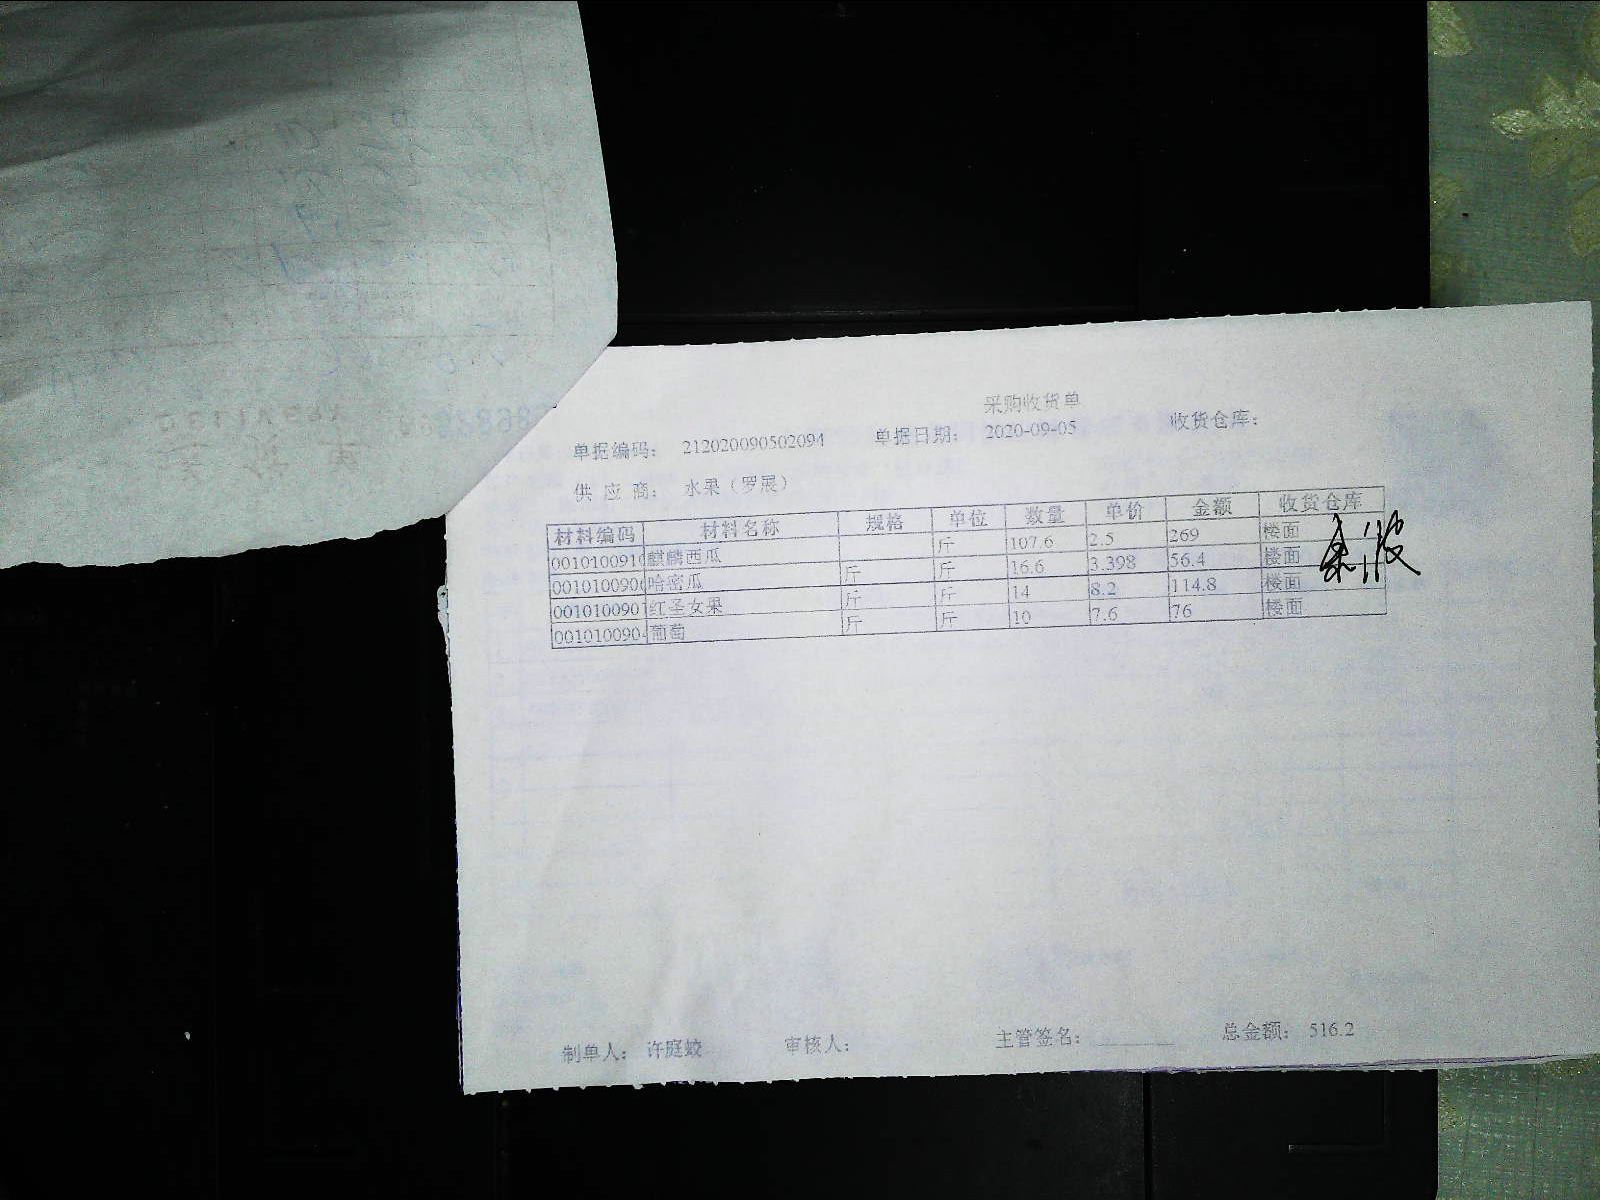 采购收货单
单据编码： 212020090502094 单据日期： 2020-09-05 收货仓库：
供 应 商： 水果（罗展）
材料编码 材料名称 规格 单位 数量 单价 金额 收货仓库
0010100910 麒麟西瓜 斤 107.6 2.5 269 楼面
001010090 哈密瓜 斤 斤 16.6 3.398 56.4 楼面
001010090 红圣女果 斤 斤 14 8.2 114.8 楼面
001010090 葡萄 斤 斤 10 7.6 76 楼面
制单人： 许庭蛟 审核人： 主管签名： 总金额： 516.2